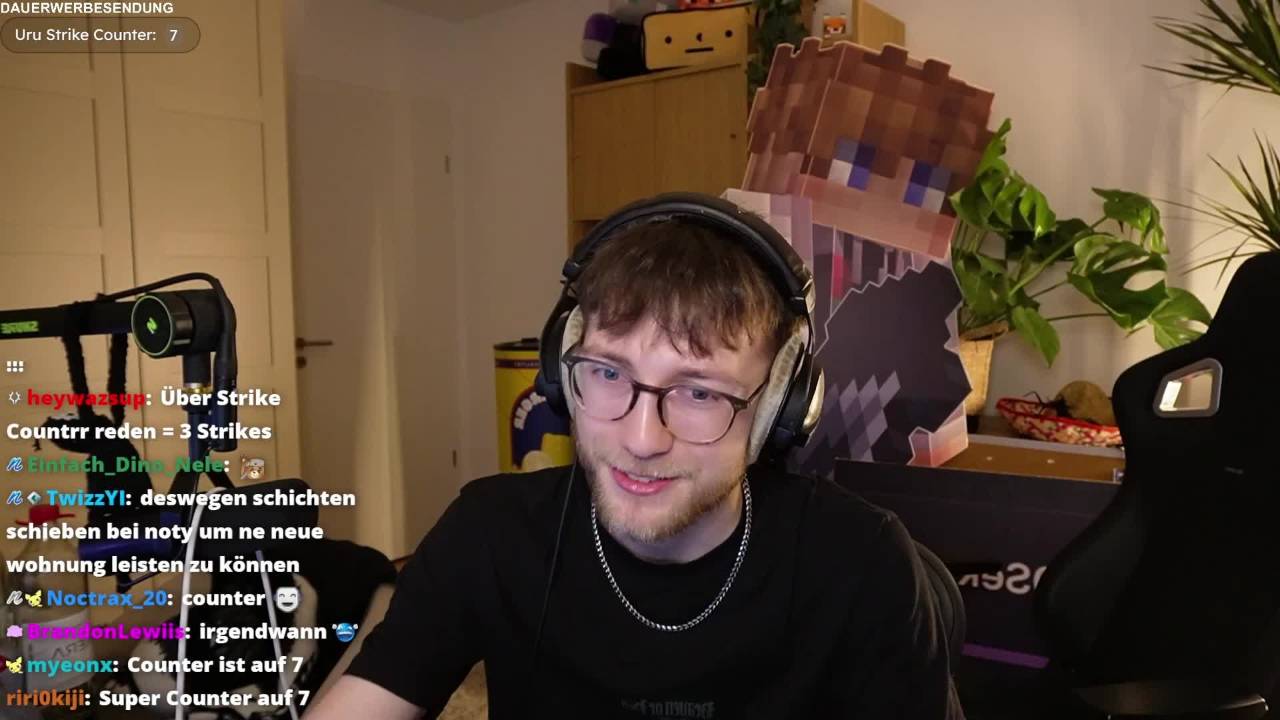 DAUERWERBESENDUNG
Uru Strike Counter: 7
heywazsup: Über Strike
Countrr reden = 3 Strikes
Einfach_Dino_Nele:
TwizzYI: deswegen schichten
schieben bei noty um ne neue
wohnung leisten zu können
Noctrax_20: counter
BrandonLewiis: irgendwann
myeonx: Counter ist auf 7
riri0kiji: Super Counter auf 7